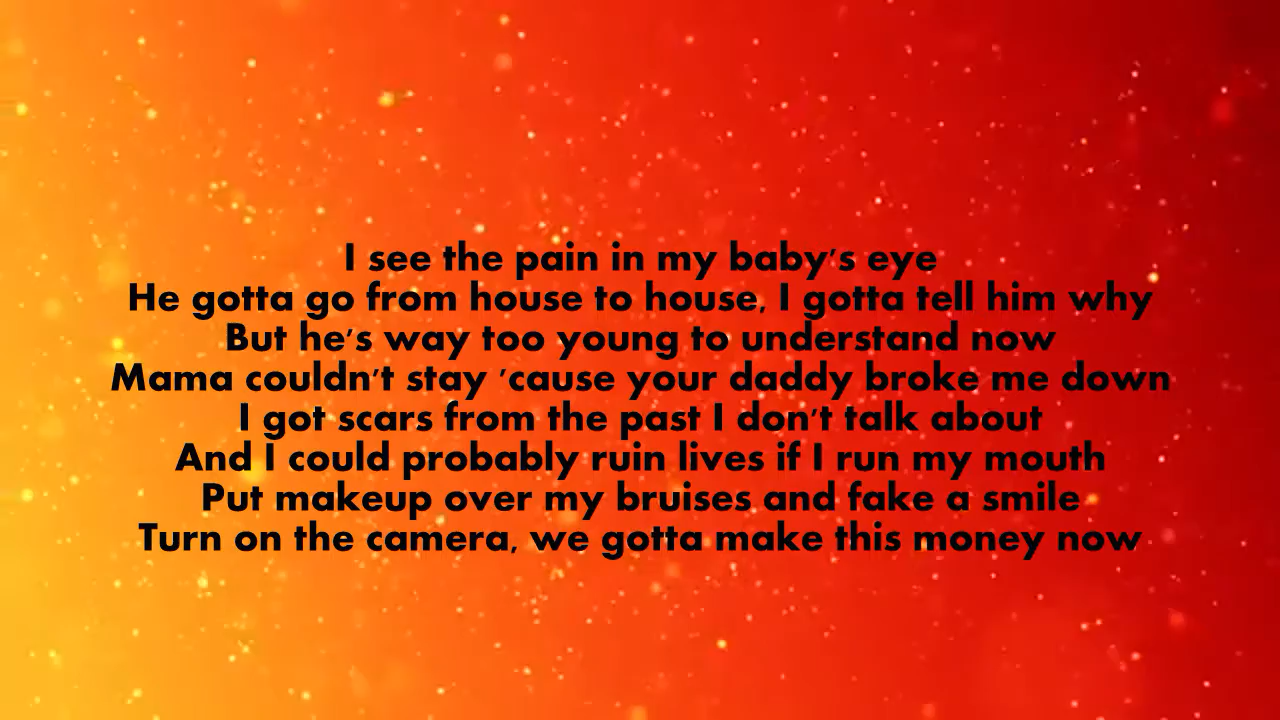 I see the pain in my baby's eye
He gotta go from house to house, I gotta tell him why
But he's way too young to understand now
Mama couldn't stay 'cause your daddy broke me down
I got scars from the past I don't talk about
And I could probably ruin lives if I run my mouth
Put makeup over my bruises and fake a smile
Turn on the camera, we gotta make this money now